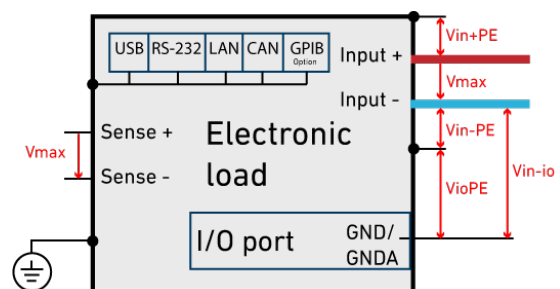 USB RS-232 LAN CAN GPIB
Option
Vin+PE
Input +
Vmax
Input -
Sense +
Vmax
Sense -
Electronic
load
Vin-PE
Vin-io
VioPE
I/O port
GND/
GNDA